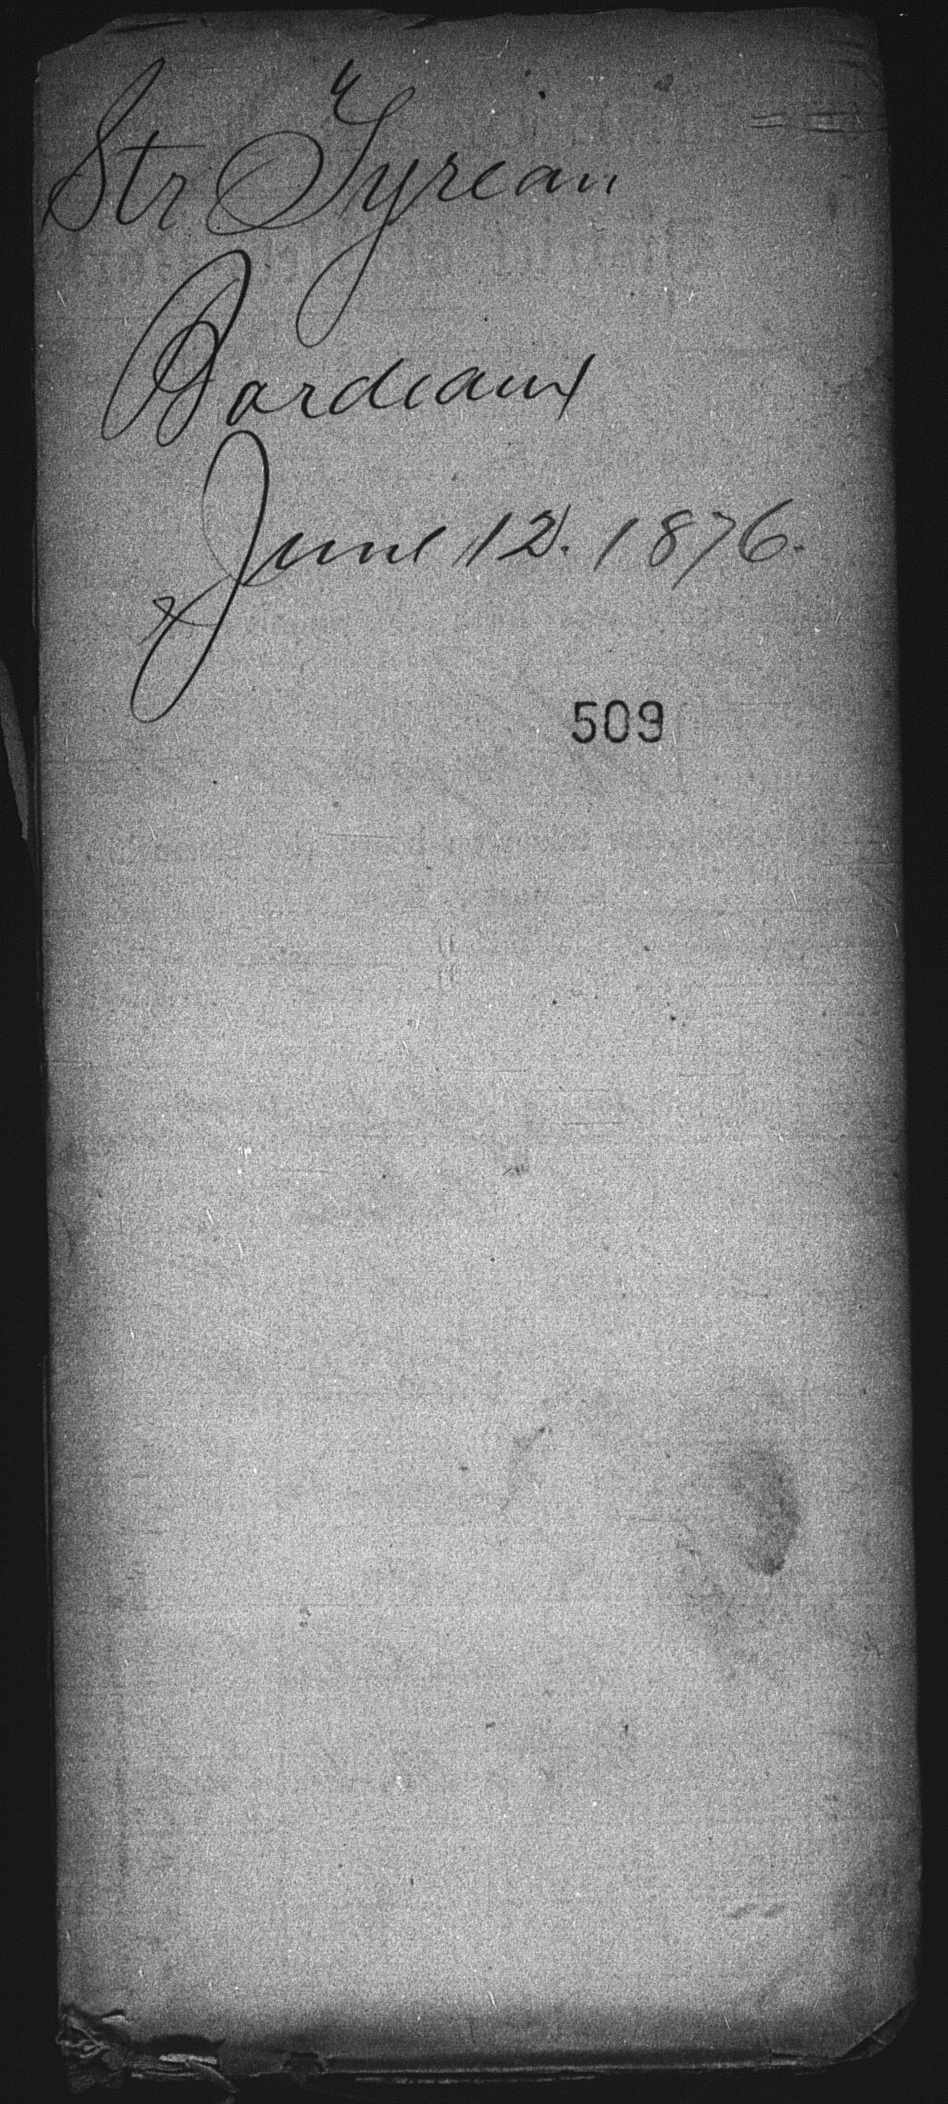 Str Tyrian
Bordeaux
June 12. 1876.
509